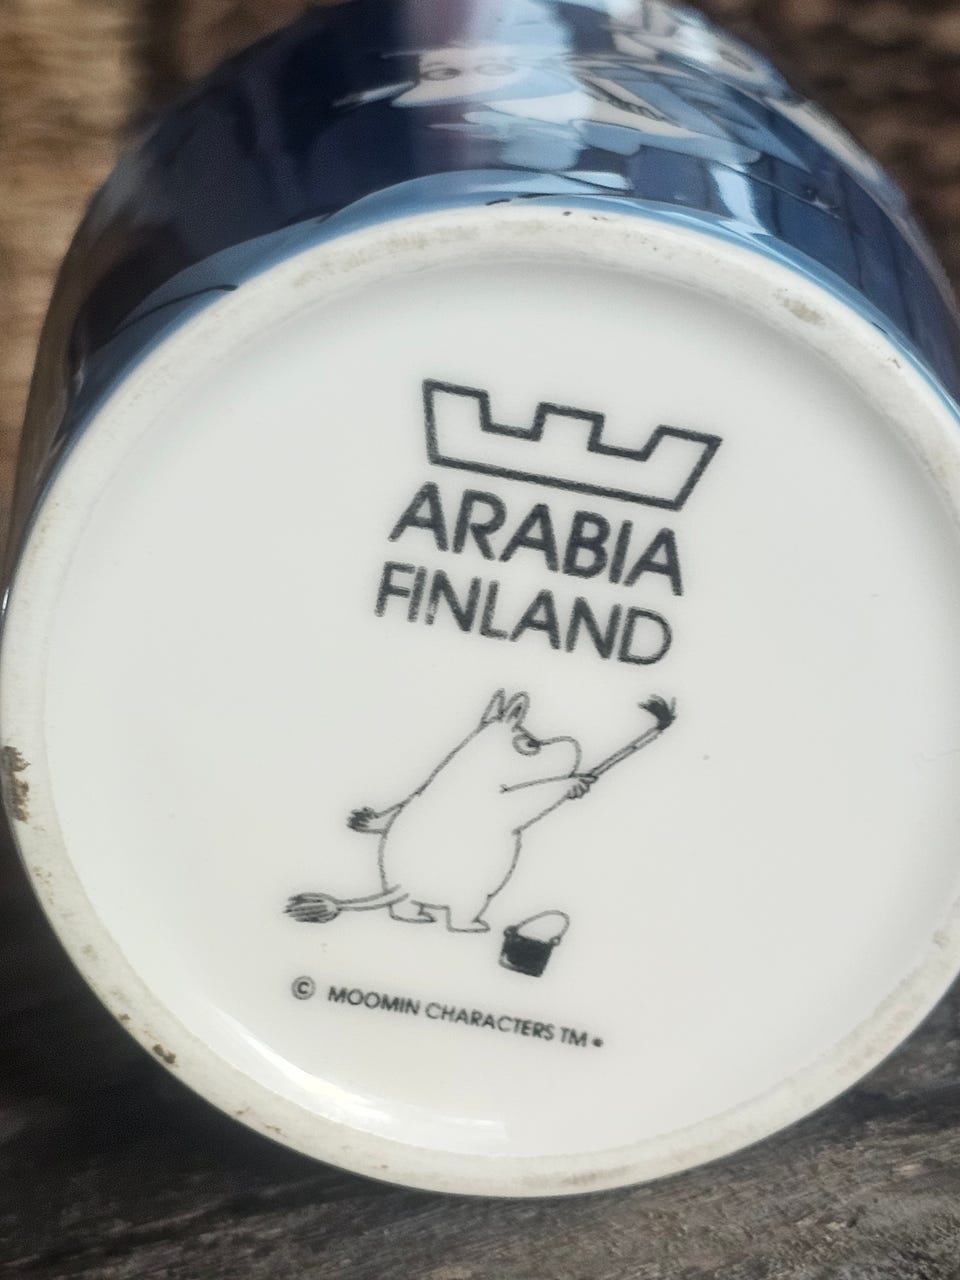 ARABIA
FINLAND
© MOOMIN CHARACTERS TM •